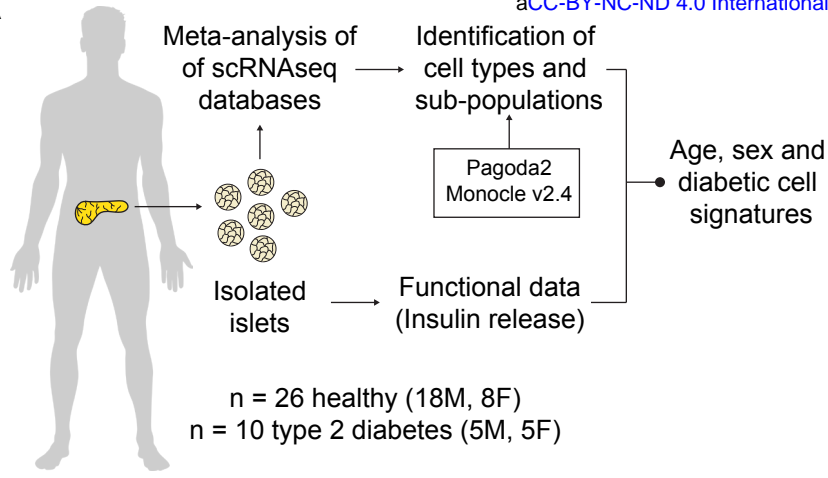 aCC-BY-NC-ND 4.0 International
Meta-analysis of
of scRNAseq
databases
Identification of
cell types and
sub-populations
Pagoda2
Monocle v2.4
Age, sex and
diabetic cell
signatures
Isolated
islets
Functional data
(Insulin release)
n = 26 healthy (18M, 8F)
n = 10 type 2 diabetes (5M, 5F)